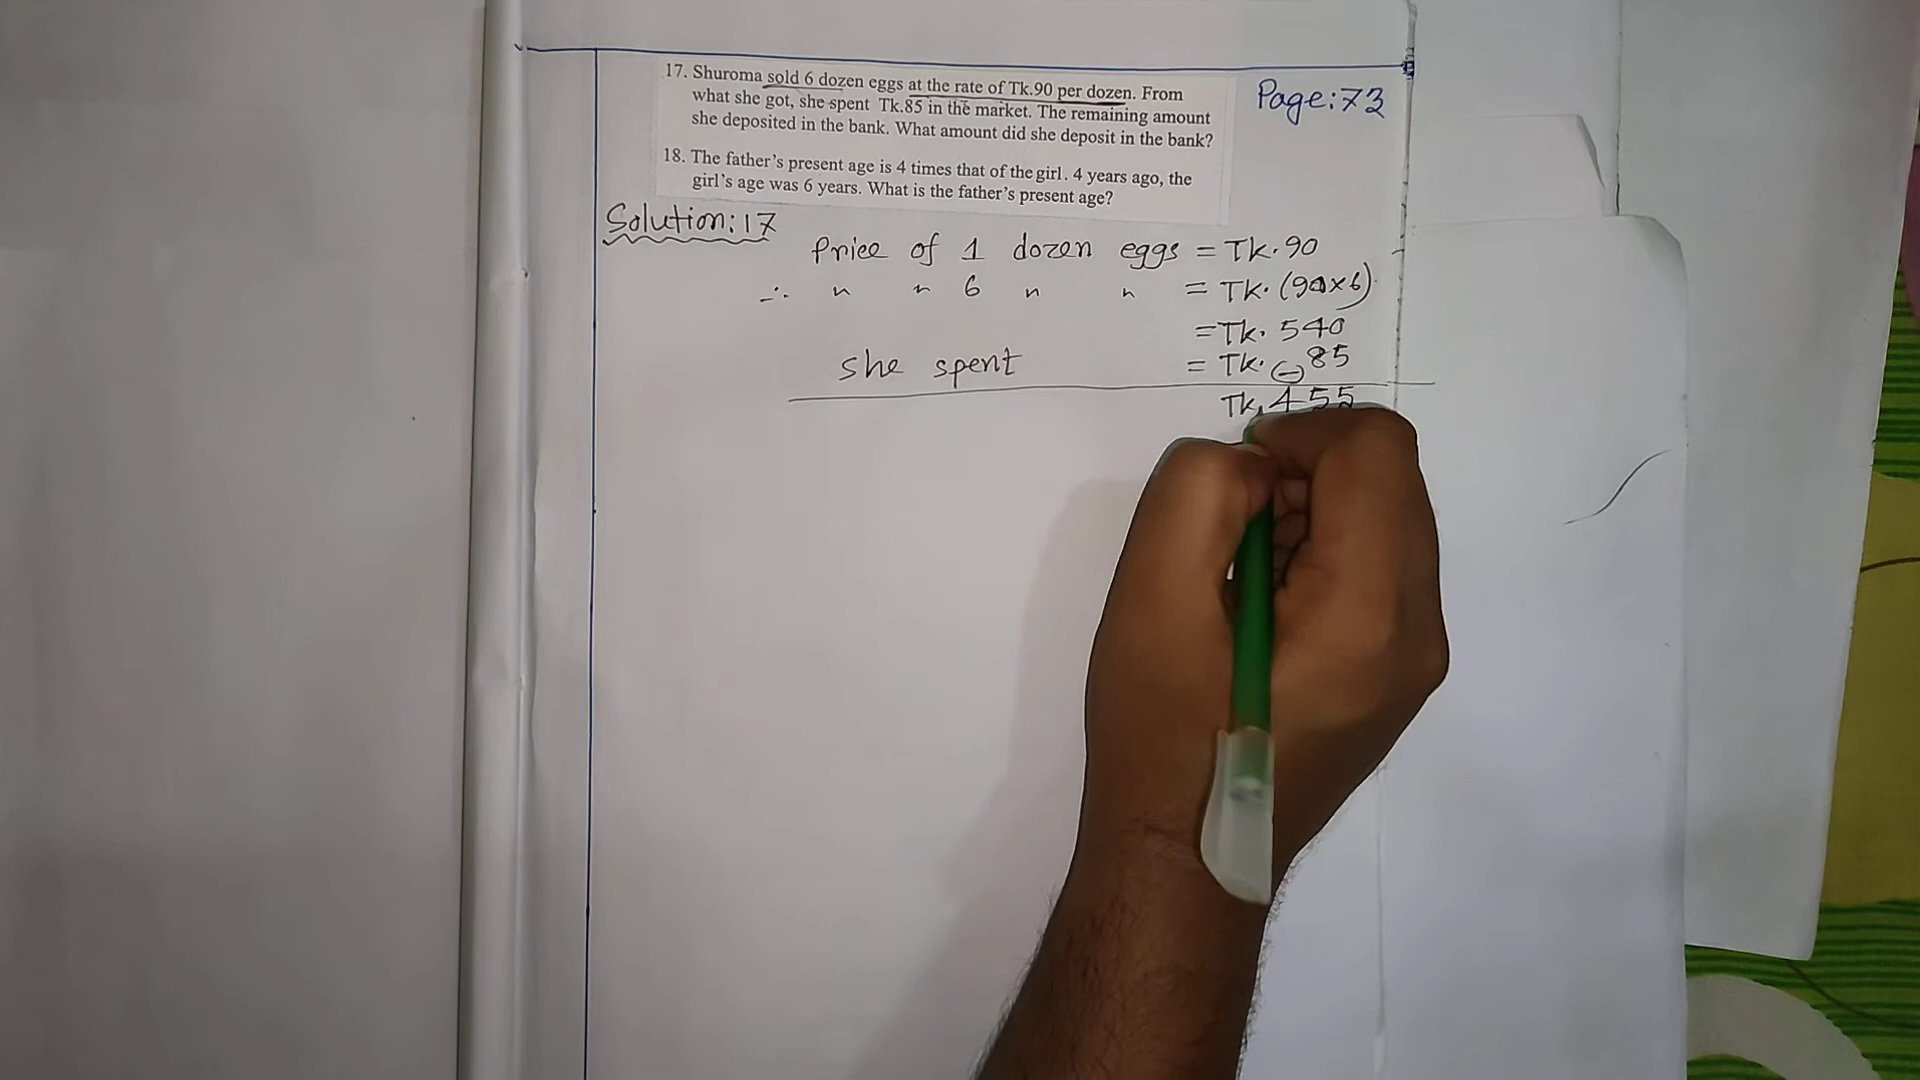 17. Shuroma sold 6 dozen eggs at the rate of Tk.90 per dozen. From
what she got, she spent Tk.85 in the market. The remaining amount
she deposited in the bank. What amount did she deposit in the bank?
Page:73
18. The father's present age is 4 times that of the girl. 4 years ago, the
girl's age was 6 years. What is the father's present age?
Solution:17
Price of 1 dozen eggs = Tk. 90
∴ " " 6 " " = Tk. (90×6)
= Tk. 540
She spent = Tk. (-) 85
Tk. 455